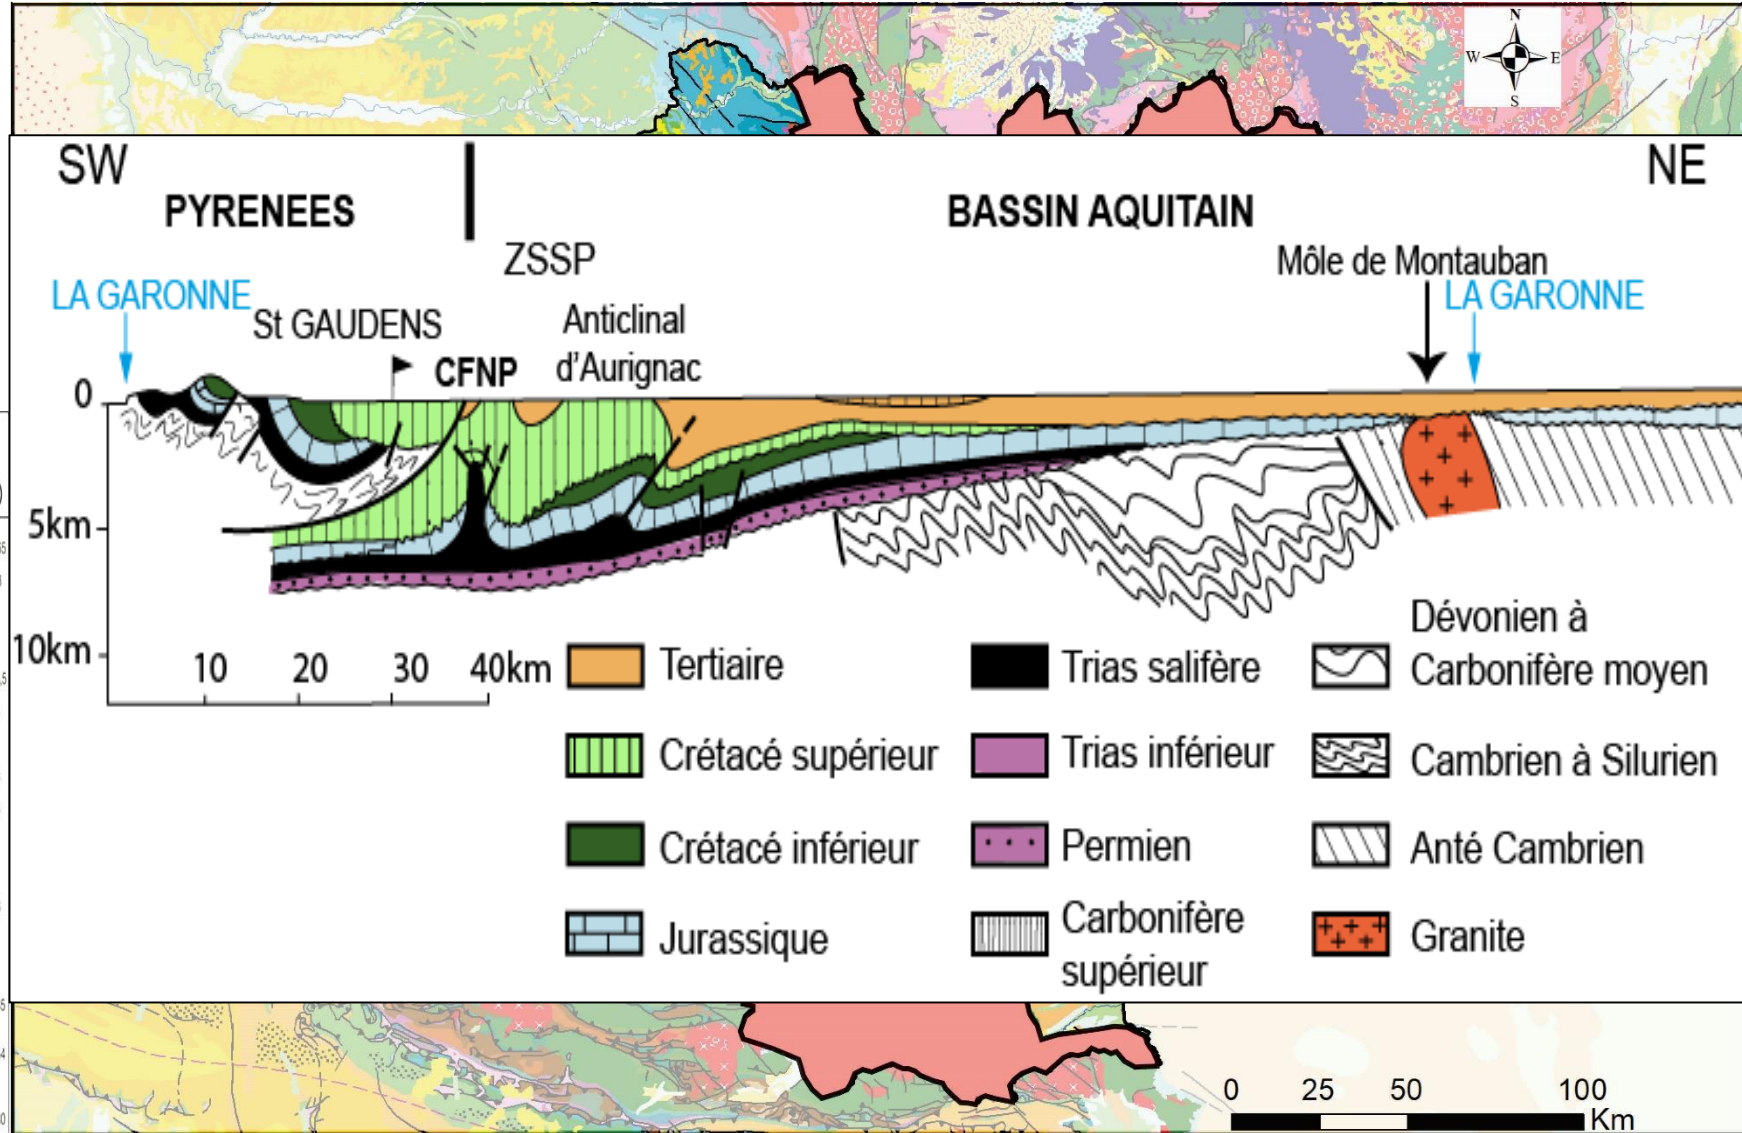 N
W E
S
SW
NE
PYRENEES
BASSIN AQUITAIN
ZSSP
Môle de Montauban
LA GARONNE
LA GARONNE
St GAUDENS
Anticlinal
d'Aurignac
CFNP
0
5km
10km
10 20 30 40km
Tertiaire
Crétacé supérieur
Crétacé inférieur
Jurassique
Trias salifère
Trias inférieur
Permien
Carbonifère
supérieur
Dévonien à
Carbonifère moyen
Cambrien à Silurien
Anté Cambrien
Granite
0 25 50 100
Km